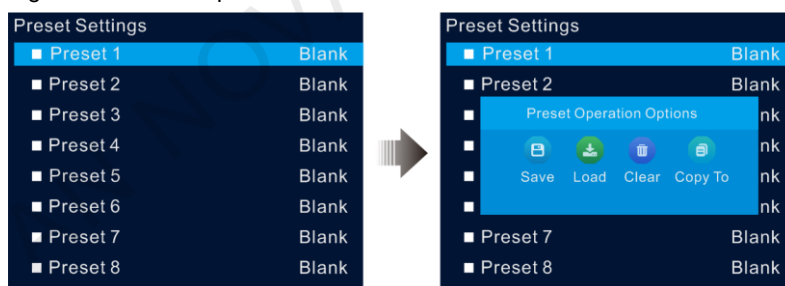 Preset Settings
Preset 1 Blank
Preset 2 Blank
Preset 3 Blank
Preset 4 Blank
Preset 5 Blank
Preset 6 Blank
Preset 7 Blank
Preset 8 Blank
Preset Settings
Preset 1 Blank
Preset 2 Blank
Preset Operation Options
nk
nk
Save Load Clear Copy To
nk
nk
Preset 7 Blank
Preset 8 Blank